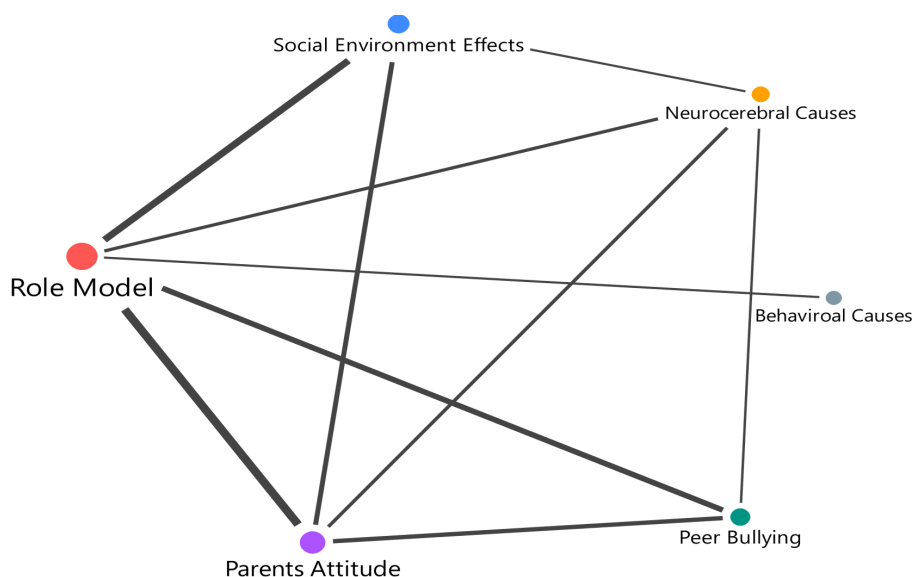 Social Environment Effects
Neurocerebral Causes
Role Model
Behaviroal Causes
Peer Bullying
Parents Attitude